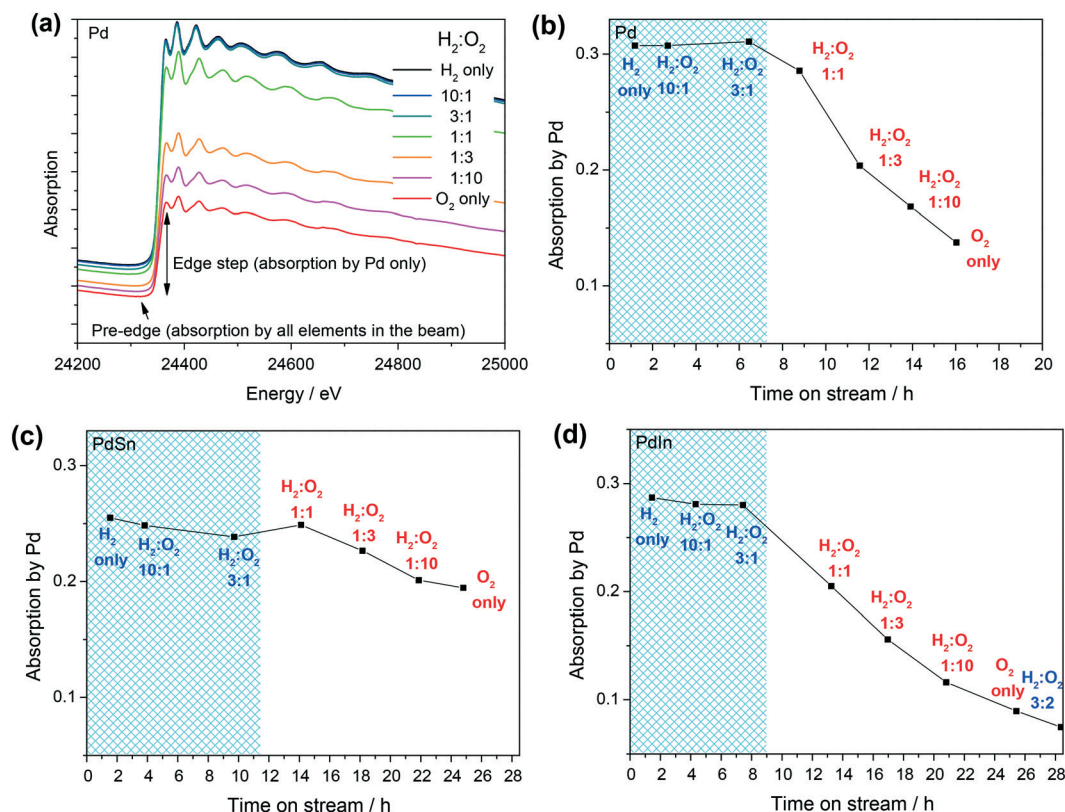 (a)
Pd
H₂:O₂
H₂ only
10:1
3:1
1:1
1:3
1:10
O₂ only
Absorption
Edge step (absorption by Pd only)
Pre-edge (absorption by all elements in the beam)
24200 24400 24600 24800 25000
Energy / eV
(b)
Pd
0.3
0.2
0.1
Absorption by Pd
H₂
only
H₂:O₂
10:1
H₂:O₂
3:1
H₂:O₂
1:1
H₂:O₂
1:3
H₂:O₂
1:10
O₂
only
0 2 4 6 8 10 12 14 16 18 20
Time on stream / h
(c)
PdSn
0.3
0.2
0.1
Absorption by Pd
H₂
only
H₂:O₂
10:1
H₂:O₂
3:1
H₂:O₂
1:1
H₂:O₂
1:3
H₂:O₂
1:10
O₂
only
0 2 4 6 8 10 12 14 16 18 20 22 24 26 28
Time on stream / h
(d)
PdIn
0.3
0.2
0.1
Absorption by Pd
H₂
only
H₂:O₂
10:1
H₂:O₂
3:1
H₂:O₂
1:1
H₂:O₂
1:3
H₂:O₂
1:10
O₂
only
H₂:O₂
3:2
0 2 4 6 8 10 12 14 16 18 20 22 24 26 28
Time on stream / h